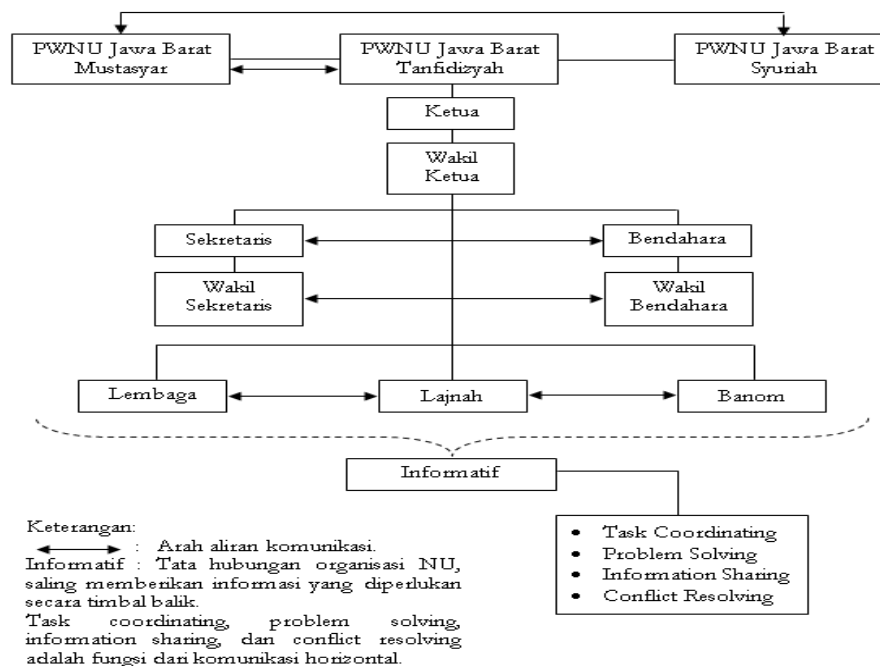 PWNU Jawa Barat
Mustasyar
PWNU Jawa Barat
Tanfidizyah
PWNU Jawa Barat
Syuriah
Ketua
Wakil
Ketua
Sekretaris
Bendahara
Wakil
Sekretaris
Wakil
Bendahara
Lembaga
Lajnah
Banom
Informatif
• Task Coordinating
• Problem Solving
• Information Sharing
• Conflict Resolving
Keterangan:
: Arah aliran komunikasi.
Informatif : Tata hubungan organisasi NU,
saling memberikan informasi yang diperlukan
secara timbal balik.
Task coordinating, problem solving,
information sharing, dan conflict resolving
adalah fungsi dari komunikasi horizontal.